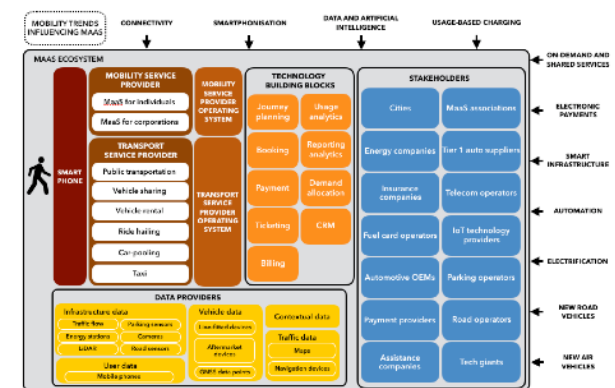 MOBILITY TRENDS
INFLUENCING MAAS
CONNECTIVITY
SMARTPHONISATION
DATA AND ARTIFICIAL
INTELLIGENCE
USAGE-BASED CHARGING
MAAS ECOSYSTEM
SMART
PHONE
MOBILITY SERVICE
PROVIDER
MaaS for individuals
MaaS for corporations
MOBILITY
SERVICE
PROVIDER
OPERATING
SYSTEM
TRANSPORT
SERVICE PROVIDER
Public transportation
Vehicle sharing
Vehicle rental
Ride hailing
Car-pooling
Taxi
TRANSPORT
SERVICE
PROVIDER
OPERATING
SYSTEM
TECHNOLOGY
BUILDING BLOCKS
Journey
planning
Usage
analytics
Booking
Reporting
analytics
Payment
Demand
allocation
Ticketing
CRM
Billing
STAKEHOLDERS
Cities
MaaS associations
Energy companies
Tier 1 auto suppliers
Insurance
companies
Telecom operators
Fuel card operators
IoT technology
providers
Automotive OEMs
Parking operators
Payment providers
Road operators
Assistance
companies
Tech giants
DATA PROVIDERS
Infrastructure data
Traffic flow
Parking sensors
Energy stations
Cameras
LiDAR
Road sensors
User data
Mobile phones
Vehicle data
Line-fitted devices
Aftermarket
devices
GNSS data points
Contextual data
Traffic data
Maps
Navigation devices
ON DEMAND AND
SHARED SERVICES
ELECTRONIC
PAYMENTS
SMART
INFRASTRUCTURE
AUTOMATION
ELECTRIFICATION
NEW ROAD
VEHICLES
NEW AIR
VEHICLES